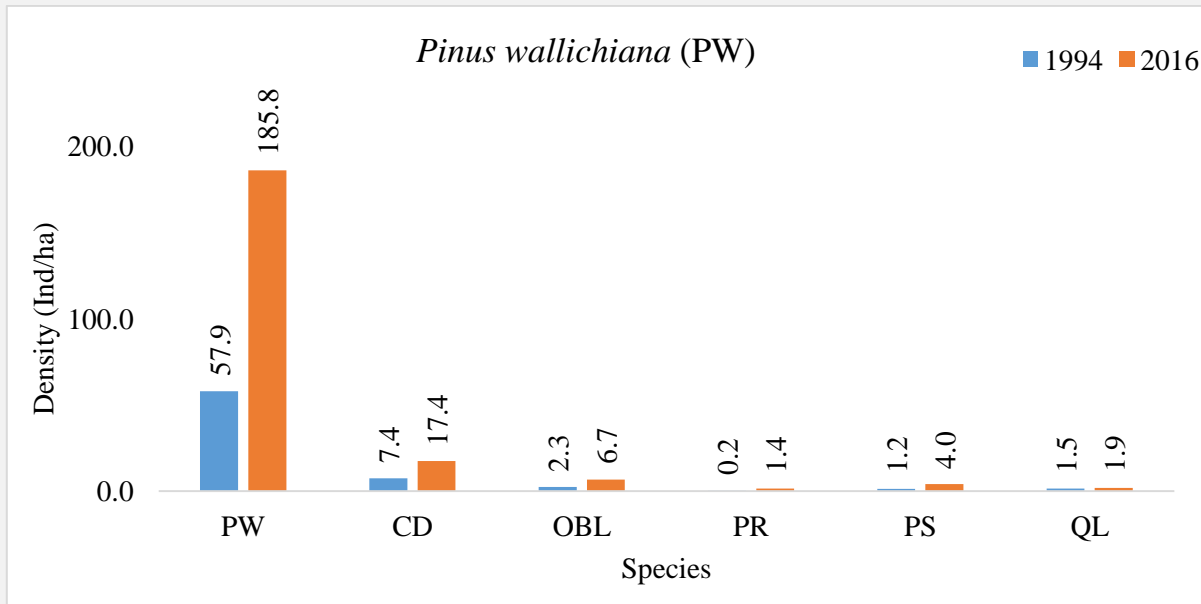 Pinus wallichiana (PW)
1994 2016
Density (Ind/ha)
200.0
100.0
0.0
57.9 185.8
7.4 17.4
2.3 6.7
0.2 1.4
1.2 4.0
1.5 1.9
PW CD OBL PR PS QL
Species